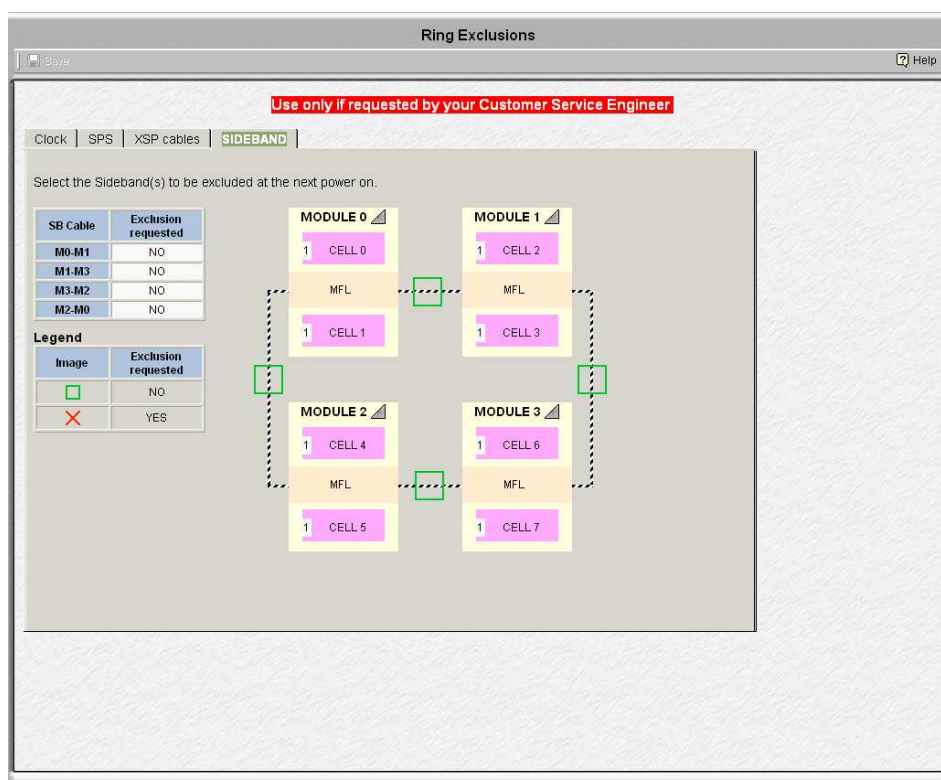 Ring Exclusions
Save
Help
Use only if requested by your Customer Service Engineer
Clock SPS XSP cables SIDEBAND
Select the Sideband(s) to be excluded at the next power on.
SB Cable Exclusion requested
M0-M1 NO
M1-M3 NO
M3-M2 NO
M2-M0 NO
Legend
Image Exclusion requested
NO
YES
MODULE 0
1 CELL 0
MFL
1 CELL 1
MODULE 1
1 CELL 2
MFL
1 CELL 3
MODULE 2
1 CELL 4
MFL
1 CELL 5
MODULE 3
1 CELL 6
MFL
1 CELL 7